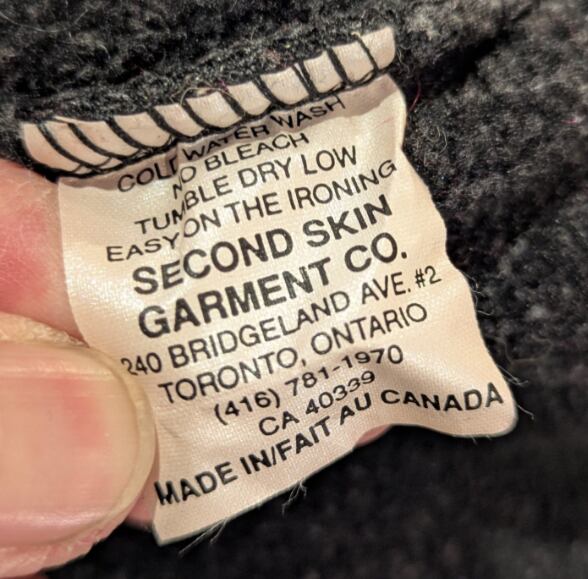 COLD WATER WASH
NO BLEACH
TUMBLE DRY LOW
EASY ON THE IRONING
SECOND SKIN
GARMENT CO.
240 BRIDGELAND AVE. #2
TORONTO, ONTARIO
(416) 781-1970
CA 40339
MADE IN/FAIT AU CANADA